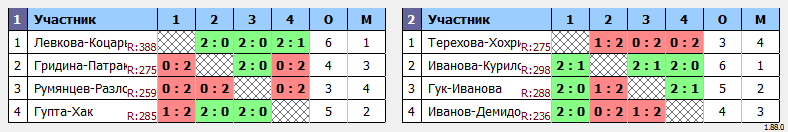 1 Участник 1 2 3 4 О М
1 Левкова-Коцары R:388 2 : 0 2 : 0 2 : 1 6 1
2 Гридина-Патран R:275 0 : 2 2 : 0 0 : 2 4 3
3 Румянцев-Разло R:259 0 : 2 0 : 2 0 : 2 3 4
4 Гупта-Хак R:285 1 : 2 2 : 0 2 : 0 5 2
2 Участник 1 2 3 4 О М
1 Терехова-Хохр R:275 1 : 2 0 : 2 0 : 2 3 4
2 Иванова-Курило R:298 2 : 1 2 : 1 2 : 0 6 1
3 Гук-Иванова R:288 2 : 0 1 : 2 2 : 1 5 2
4 Иванов-Демидо R:236 2 : 0 0 : 2 1 : 2 4 3
1.88.0